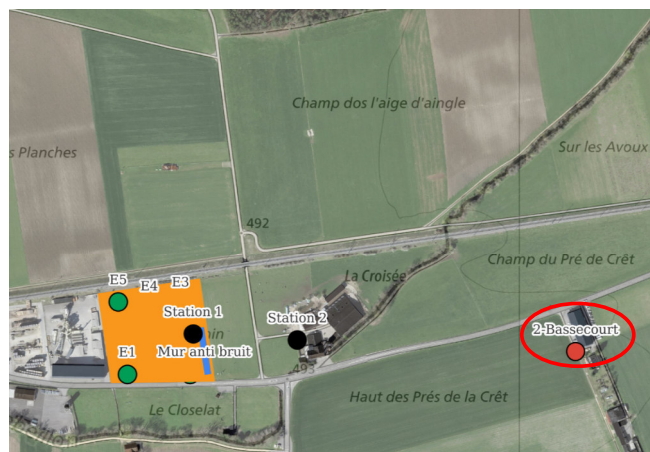 Champ dos l'aige d'aingle
s Planches
Sur les Avoux
492
Champ du Pré de Crêt
E5
E4
E3
La Croisée
Station 1
Station 2
2-Bassecourt
Mur anti bruit
E1
493
Haut des Prés de la Crêt
Le Closelat